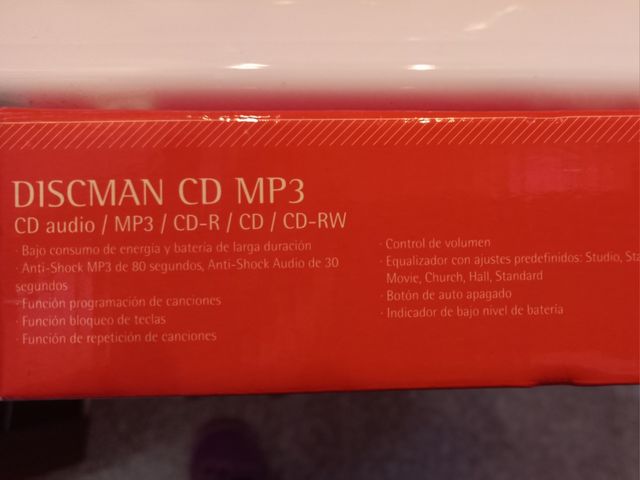 DISCMAN CD MP3
CD audio / MP3 / CD-R / CD / CD-RW
· Bajo consumo de energía y batería de larga duración
· Anti-Shock MP3 de 80 segundos, Anti-Shock Audio de 30
segundos
· Función programación de canciones
· Función bloqueo de teclas
· Función de repetición de canciones
· Control de volumen
· Equalizador con ajustes predefinidos: Studio,
Movie, Church, Hall, Standard
· Botón de auto apagado
· Indicador de bajo nivel de batería